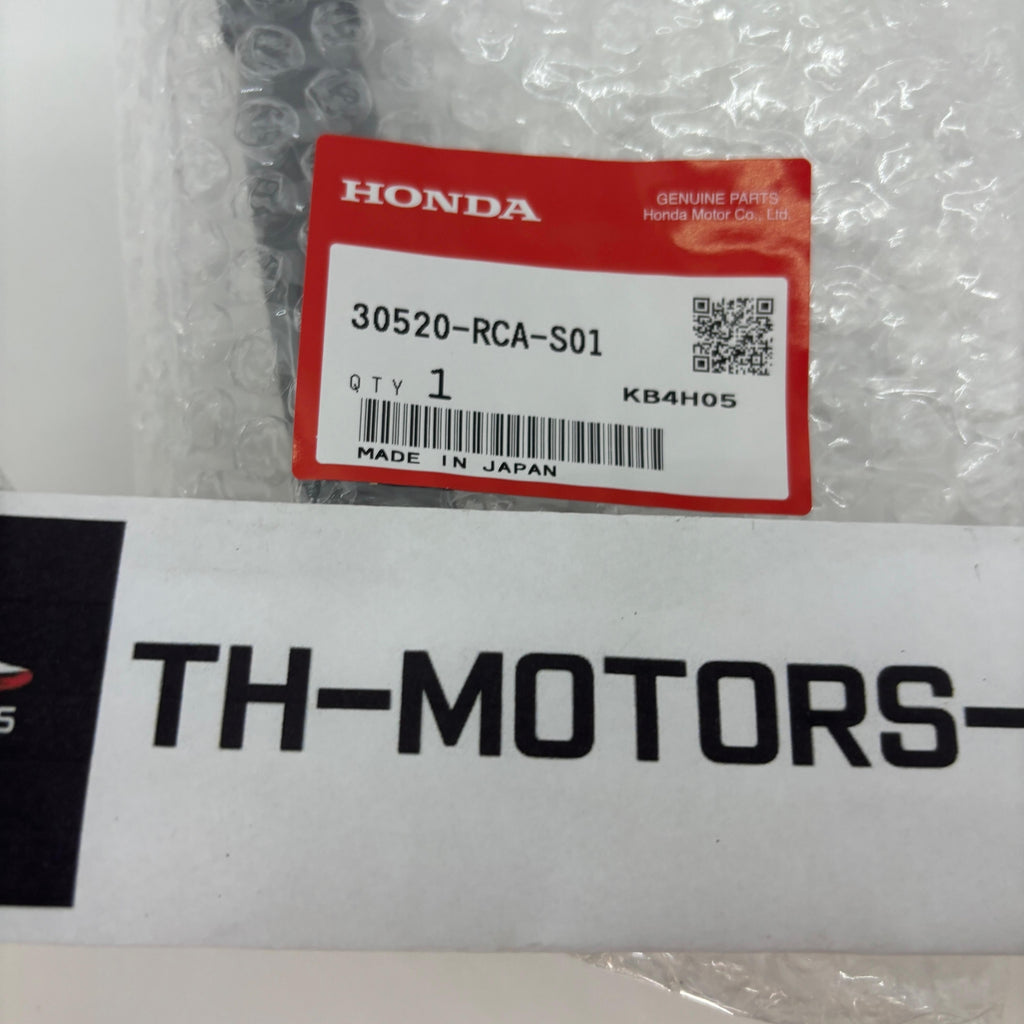 HONDA
GENUINE PARTS
Honda Motor Co., Ltd.
30520-RCA-S01
QTY 1
KB4H05
MADE IN JAPAN
TH-MOTORS-
S